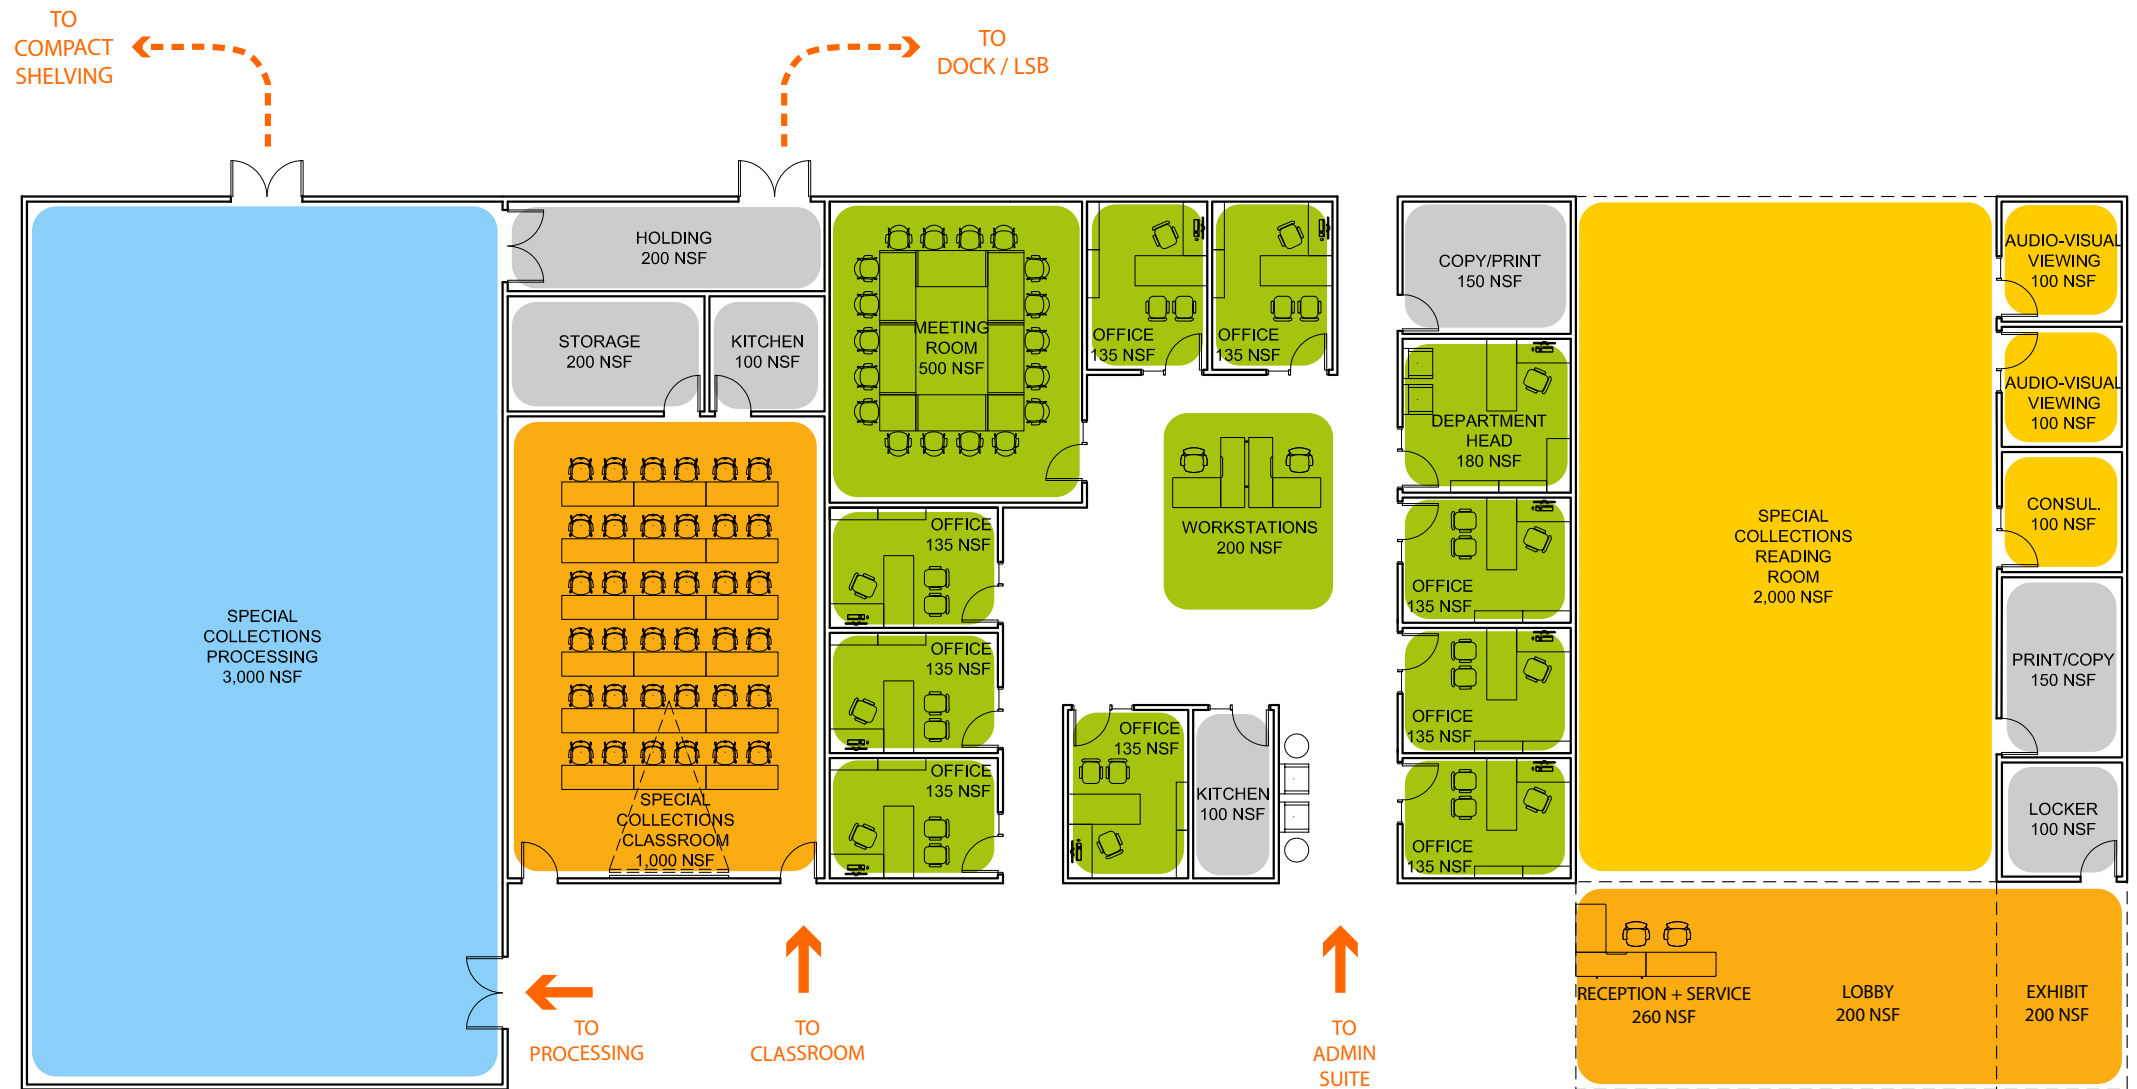 TO
COMPACT
SHELVING
TO
DOCK / LSB
HOLDING
200 NSF
STORAGE
200 NSF
KITCHEN
100 NSF
MEETING
ROOM
500 NSF
OFFICE
135 NSF
OFFICE
135 NSF
COPY/PRINT
150 NSF
AUDIO-VISUAL
VIEWING
100 NSF
AUDIO-VISUAL
VIEWING
100 NSF
DEPARTMENT
HEAD
180 NSF
CONSUL.
100 NSF
WORKSTATIONS
200 NSF
OFFICE
135 NSF
SPECIAL
COLLECTIONS
READING
ROOM
2,000 NSF
OFFICE
135 NSF
SPECIAL
COLLECTIONS
PROCESSING
3,000 NSF
OFFICE
135 NSF
PRINT/COPY
150 NSF
OFFICE
135 NSF
OFFICE
135 NSF
OFFICE
135 NSF
KITCHEN
100 NSF
SPECIAL
COLLECTIONS
CLASSROOM
1,000 NSF
LOCKER
100 NSF
OFFICE
135 NSF
RECEPTION + SERVICE
260 NSF
LOBBY
200 NSF
EXHIBIT
200 NSF
TO
PROCESSING
TO
CLASSROOM
TO
ADMIN
SUITE